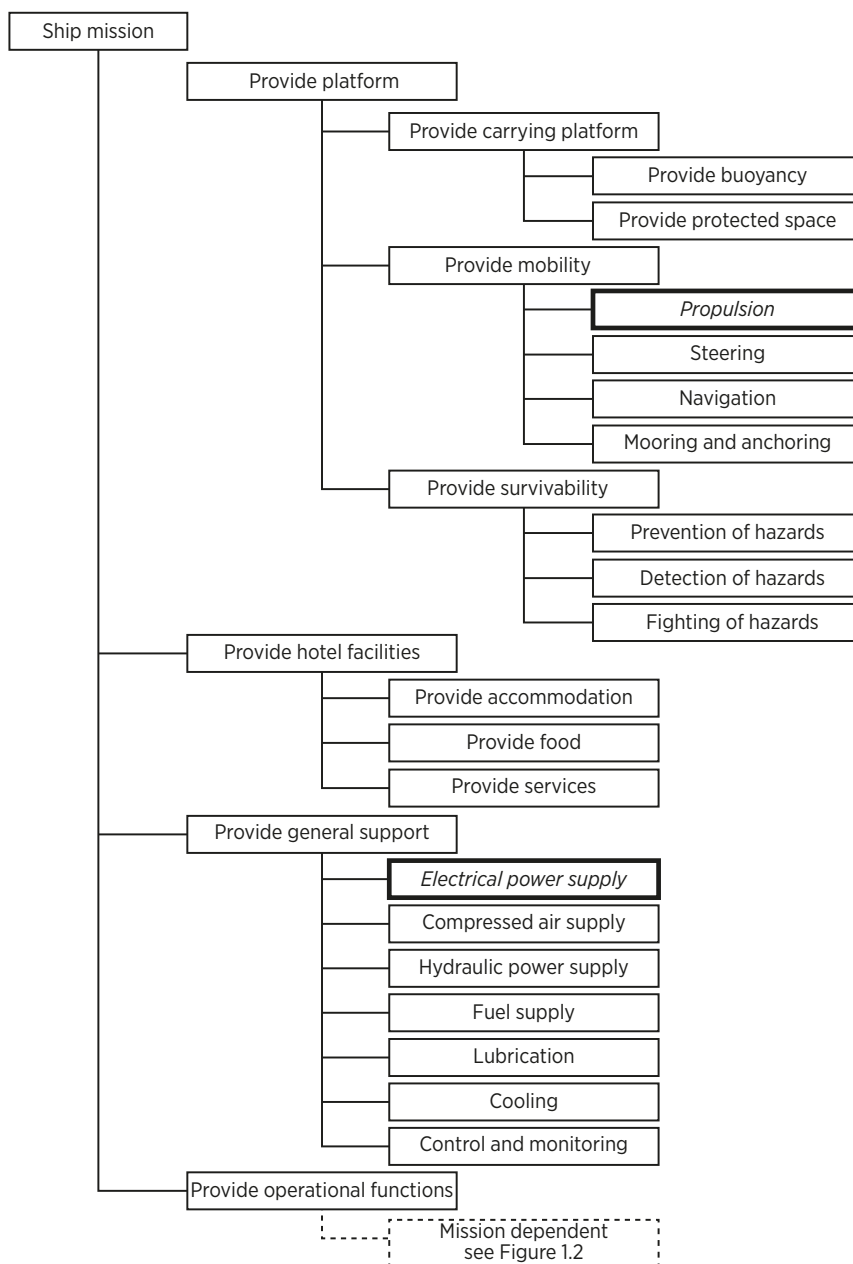 Ship mission
Provide platform
Provide carrying platform
Provide buoyancy
Provide protected space
Provide mobility
Propulsion
Steering
Navigation
Mooring and anchoring
Provide survivability
Prevention of hazards
Detection of hazards
Fighting of hazards
Provide hotel facilities
Provide accommodation
Provide food
Provide services
Provide general support
Electrical power supply
Compressed air supply
Hydraulic power supply
Fuel supply
Lubrication
Cooling
Control and monitoring
Provide operational functions
Mission dependent
see Figure 1.2